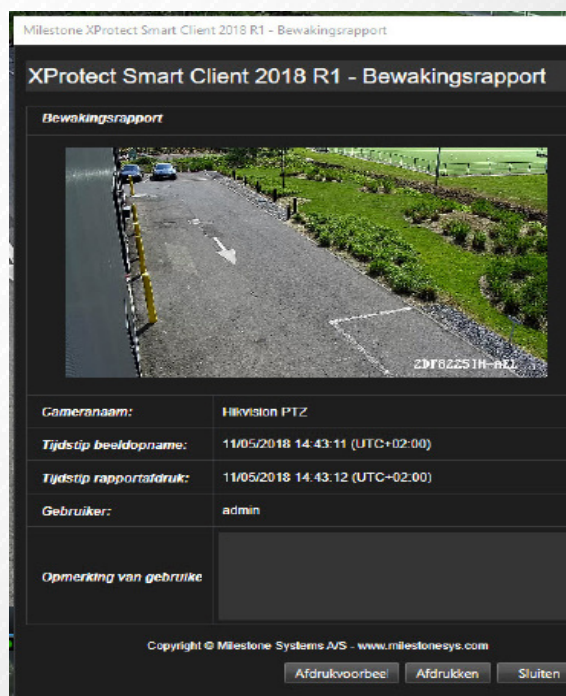 Milestone XProtect Smart Client 2018 R1 - Bewakingsrapport
XProtect Smart Client 2018 R1 - Bewakingsrapport
Bewakingsrapport
Cameranaam: Hikvision PTZ
Tijdstip beeldopname: 11/05/2018 14:43:11 (UTC+02:00)
Tijdstip rapportafdruk: 11/05/2018 14:43:12 (UTC+02:00)
Gebruiker: admin
Opmerking van gebruike
Copyright © Milestone Systems A/S - www.milestonesys.com
Afdrukvoorbeel Afdrukken Sluiten